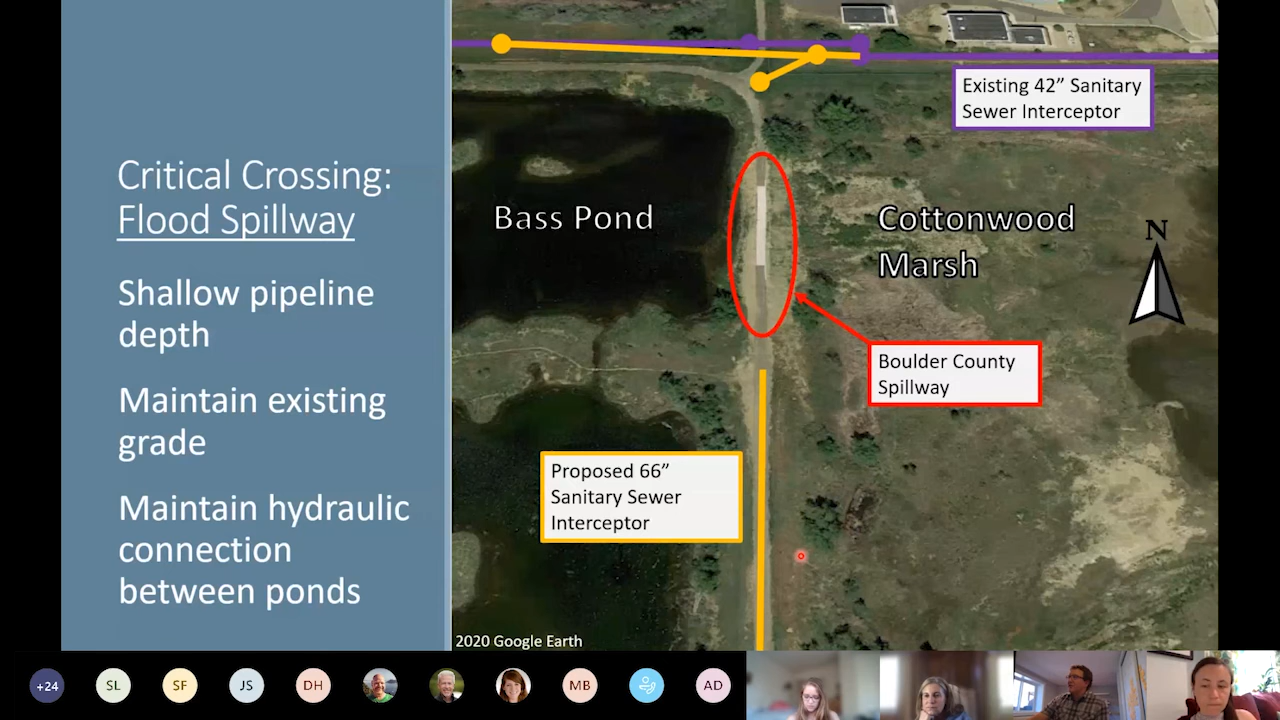 Critical Crossing:
Flood Spillway
Shallow pipeline
depth
Maintain existing
grade
Maintain hydraulic
connection
between ponds
Existing 42” Sanitary
Sewer Interceptor
Bass Pond
Cottonwood
Marsh
N
Boulder County
Spillway
Proposed 66”
Sanitary Sewer
Interceptor
2020 Google Earth
+24
SL
SF
JS
DH
MB
AD